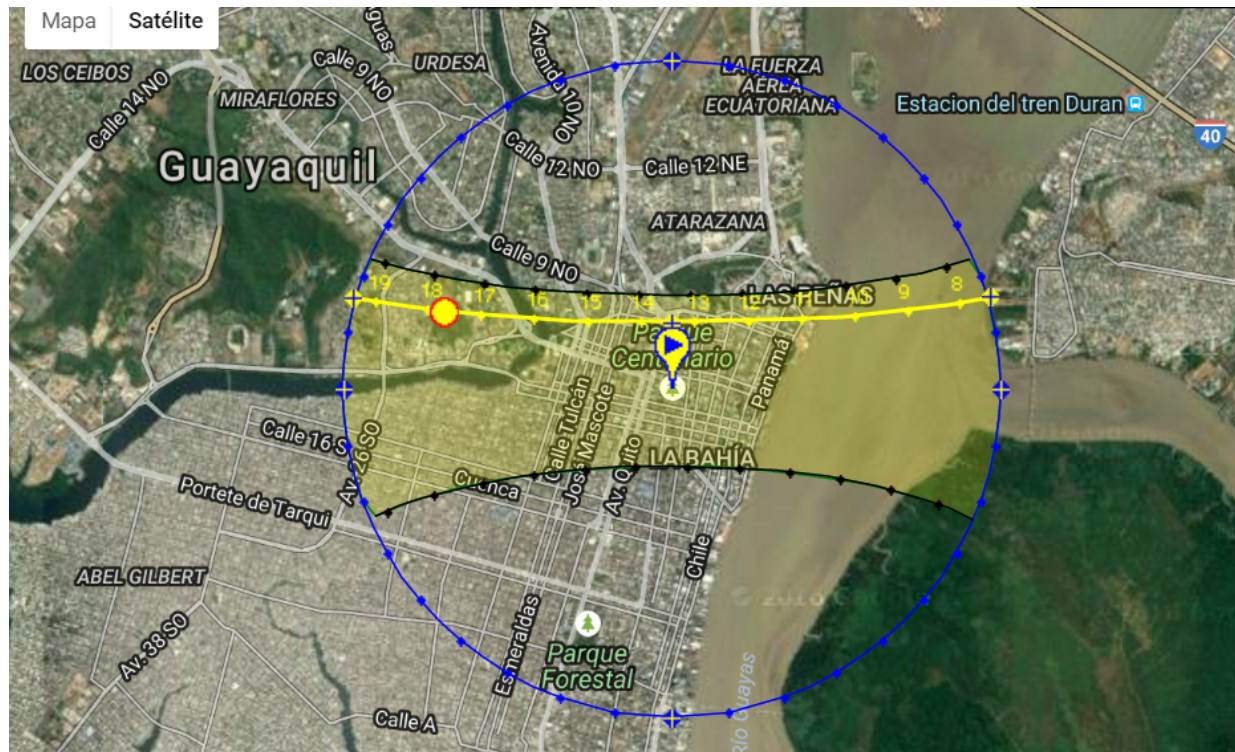 Mapa
Satélite
LOS CEIBOS
Calle 14 NO
MIRAFLORES
Calle 9 NO
URDESA
Avenida 10
NO
LA FUERZA
AEREA
ECUATORIANA
Estacion del tren Duran
40
Guayaquil
Calle 12 NO
Calle 12 NE
ATARAZANA
Calle 9 NO
LAS PEÑAS
19
18
17
16
15
14
13
12
11
10
9
8
Parque
Centenario
Panamá
Calle Tulcán
José Mascote
Av. Quito
LA BAHÍA
Calle 16 S
Av. 26 SO
Cuenca
Portete de Tarqui
Chile
ABEL GILBERT
Av. 38 SO
Esmeraldas
Parque
Forestal
Calle A
Río Guayas